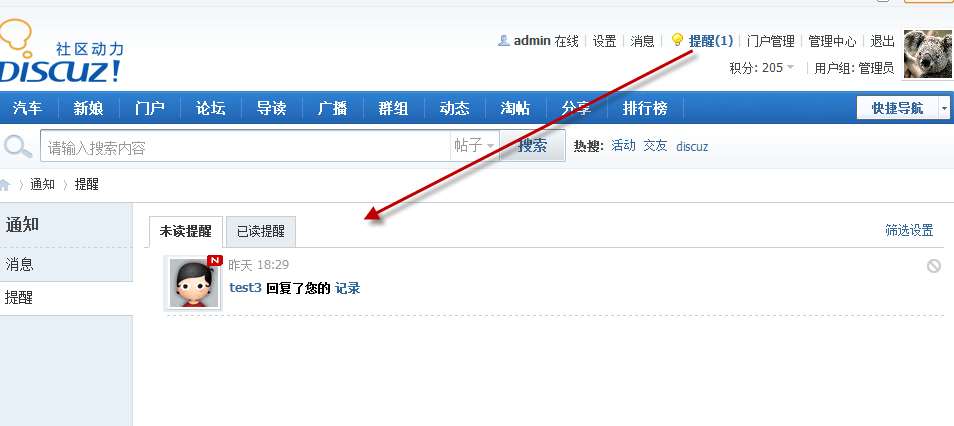 社区动力
DISCUZ!
admin 在线 设置 消息 提醒(1) 门户管理 管理中心 退出
积分: 205 用户组: 管理员
汽车 新娘 门户 论坛 导读 广播 群组 动态 淘帖 分享 排行榜 快捷导航
请输入搜索内容 帖子 搜索 热搜: 活动 交友 discuz
通知 提醒
通知
消息
提醒
未读提醒 已读提醒 筛选设置
N 昨天 18:29
test3 回复了您的 记录